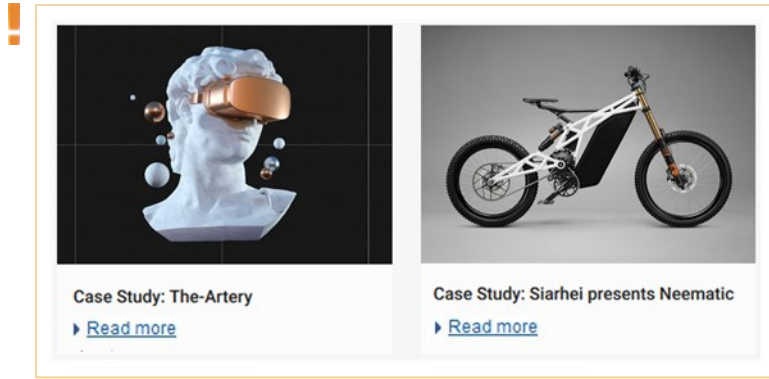 !
Case Study: The-Artery
Read more
Case Study: Siarhei presents Neematic
Read more